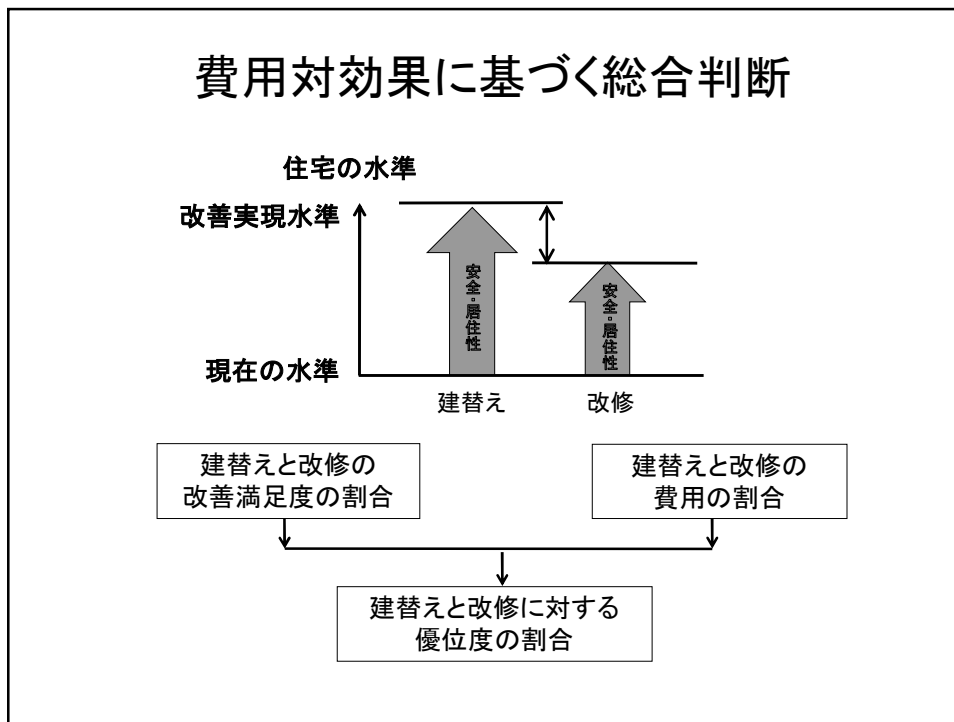 費用対効果に基づく総合判断
住宅の水準
改善実現水準
安全・居住性
安全・居住性
現在の水準
建替え
改修
建替えと改修の
改善満足度の割合
建替えと改修の
費用の割合
建替えと改修に対する
優位度の割合